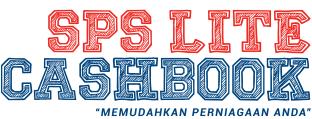 SPS LITE
CASHBOOK
"MEMUDAHKAN PERNIAGAAN ANDA"